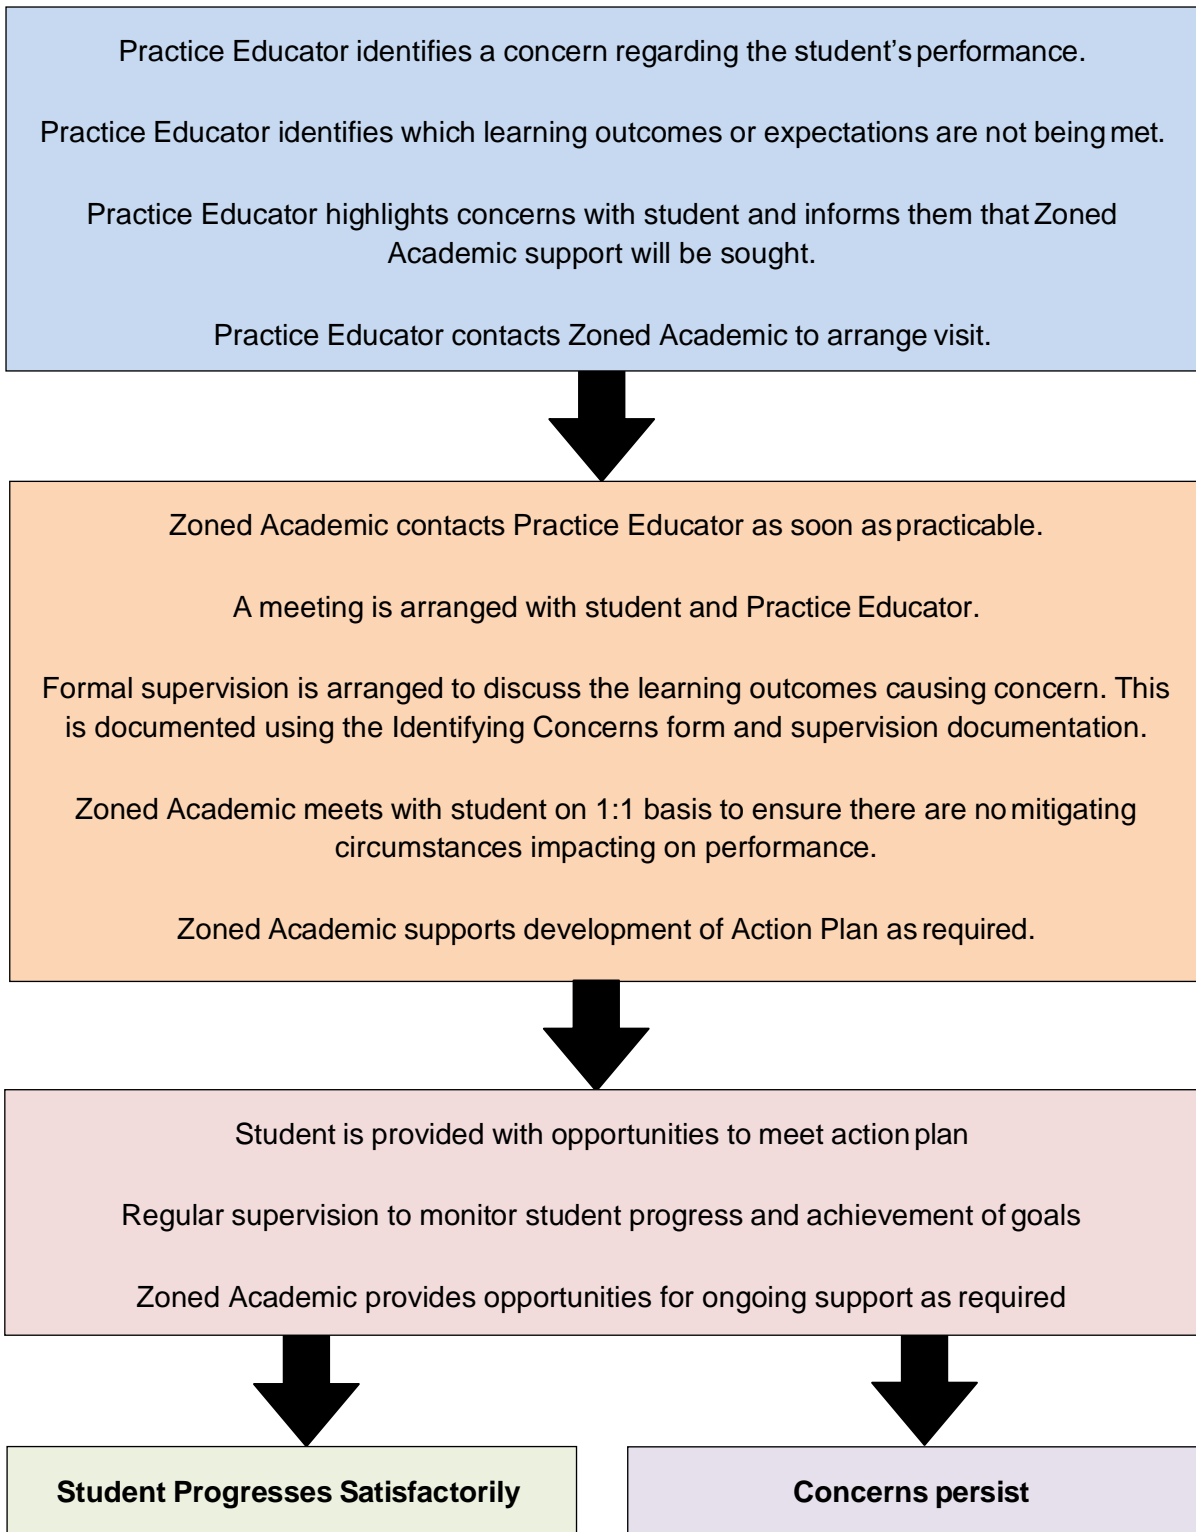 Practice Educator identifies a concern regarding the student's performance.
Practice Educator identifies which learning outcomes or expectations are not being met.
Practice Educator highlights concerns with student and informs them that Zoned
Academic support will be sought.
Practice Educator contacts Zoned Academic to arrange visit.
Zoned Academic contacts Practice Educator as soon as practicable.
A meeting is arranged with student and Practice Educator.
Formal supervision is arranged to discuss the learning outcomes causing concern. This
is documented using the Identifying Concerns form and supervision documentation.
Zoned Academic meets with student on 1:1 basis to ensure there are no mitigating
circumstances impacting on performance.
Zoned Academic supports development of Action Plan as required.
Student is provided with opportunities to meet action plan
Regular supervision to monitor student progress and achievement of goals
Zoned Academic provides opportunities for ongoing support as required
Student Progresses Satisfactorily
Concerns persist